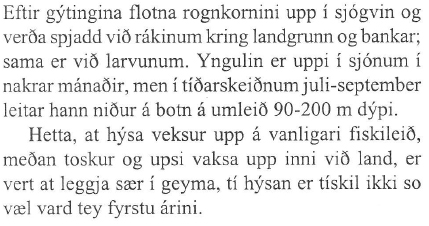 Eftir gýtingina flotna rognkornini upp í sjógvin og
verða spjadd við rákinum kring landgrunn og bankar;
sama er við larvunum. Yngulin er uppi í sjónum í
nakrar mánaðir, men í tíðarskeiðnum juli-september
leitar hann niður á botn á umleið 90-200 m dýpi.
Hetta, at hýsa veksur upp á vanligari fiskileið,
meðan toskur og upsi vaksa upp inni við land, er
vert at leggja sær í geyma, tí hýsan er tískil ikki so
væl vard tey fyrstu árini.